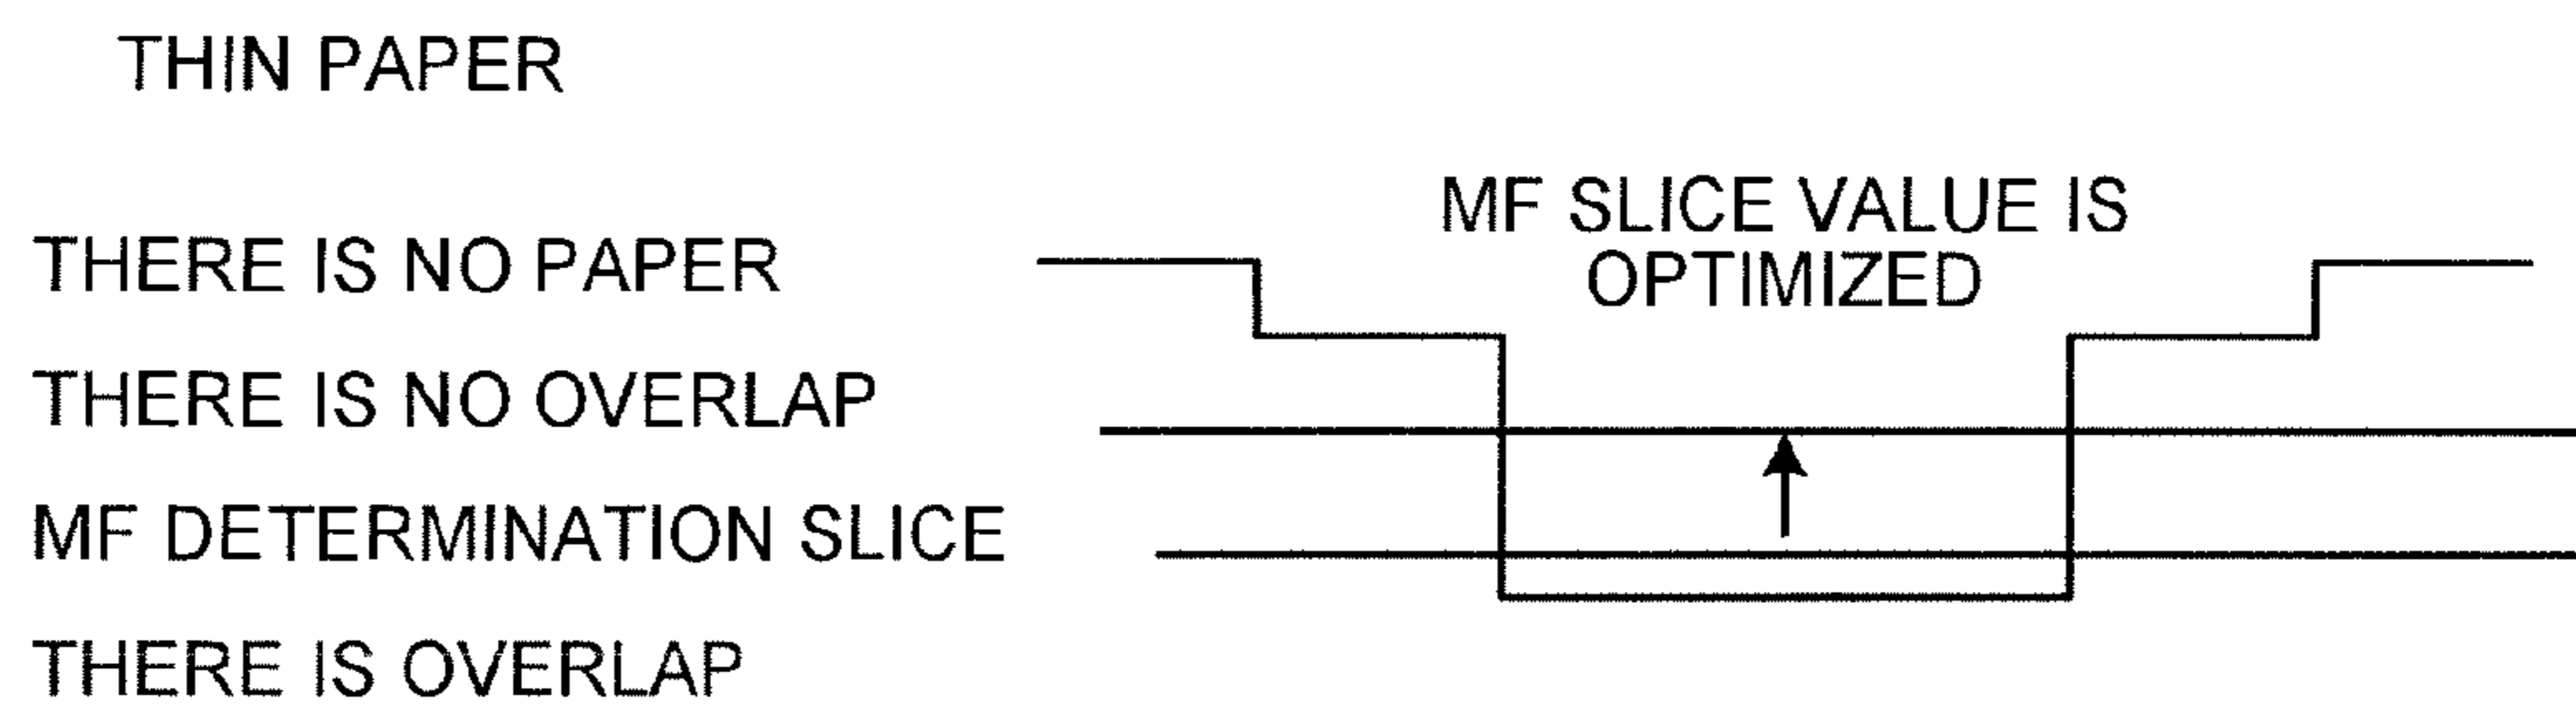 THIN PAPER
MF SLICE VALUE IS
OPTIMIZED
THERE IS NO PAPER
THERE IS NO OVERLAP
MF DETERMINATION SLICE
THERE IS OVERLAP